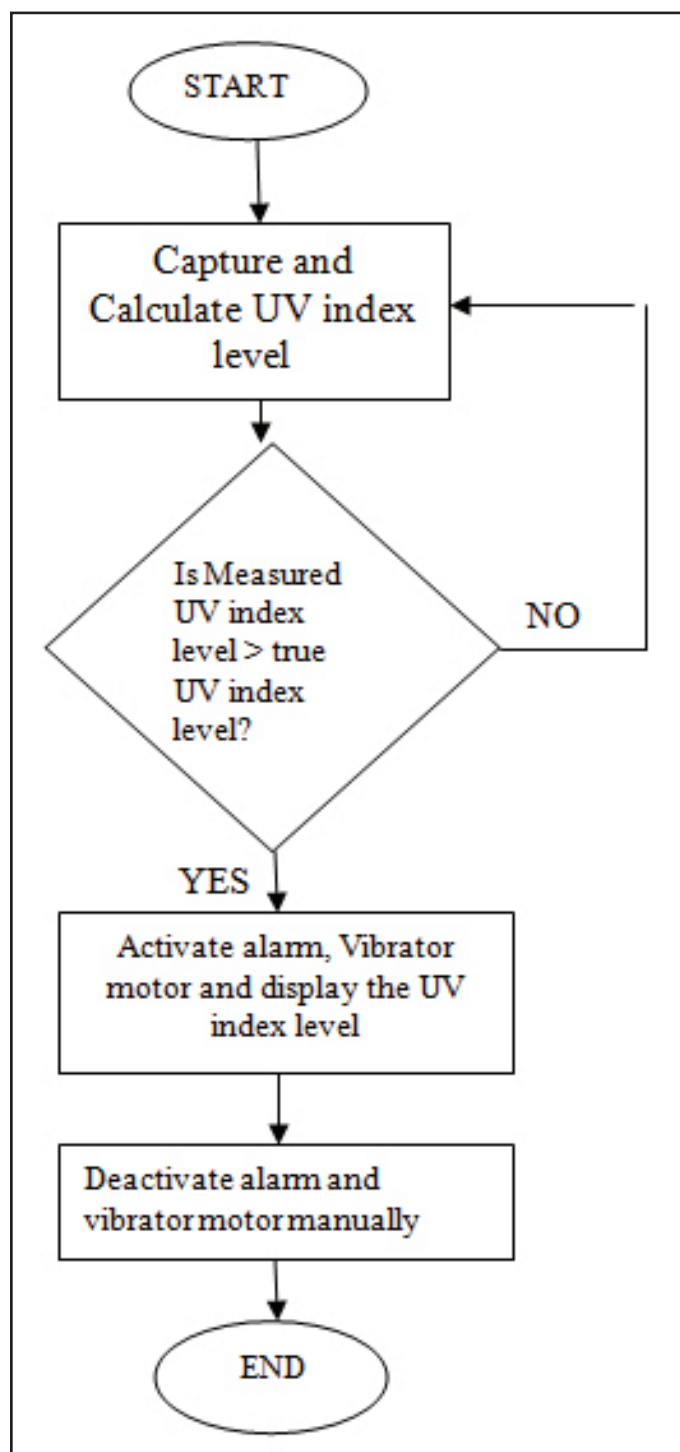 START
Capture and
Calculate UV index
level
Is Measured
UV index
level > true
UV index
level?
NO
YES
Activate alarm, Vibrator
motor and display the UV
index level
Deactivate alarm and
vibrator motor manually
END